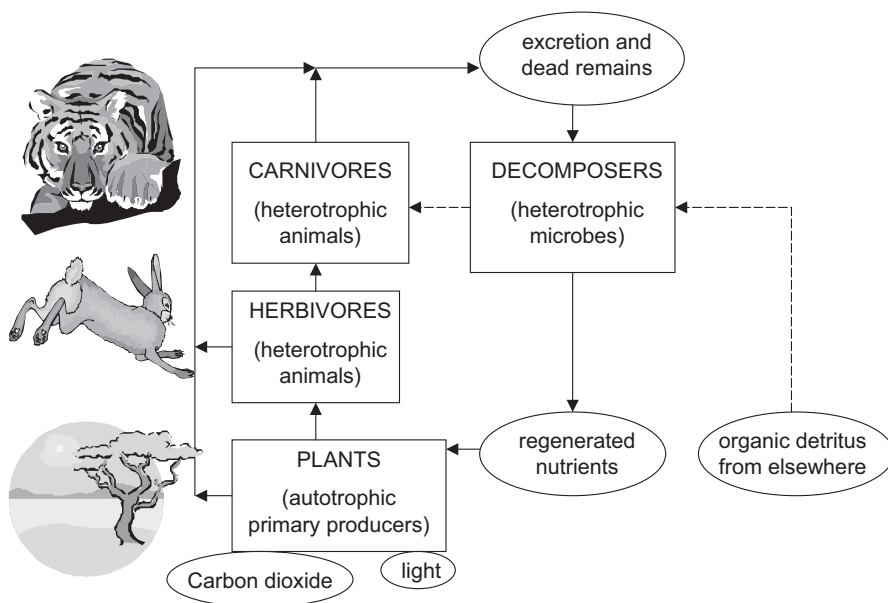 excretion and
dead remains
CARNIVORES
(heterotrophic
animals)
DECOMPOSERS
(heterotrophic
microbes)
HERBIVORES
(heterotrophic
animals)
PLANTS
(autotrophic
primary producers)
regenerated
nutrients
organic detritus
from elsewhere
Carbon dioxide
light